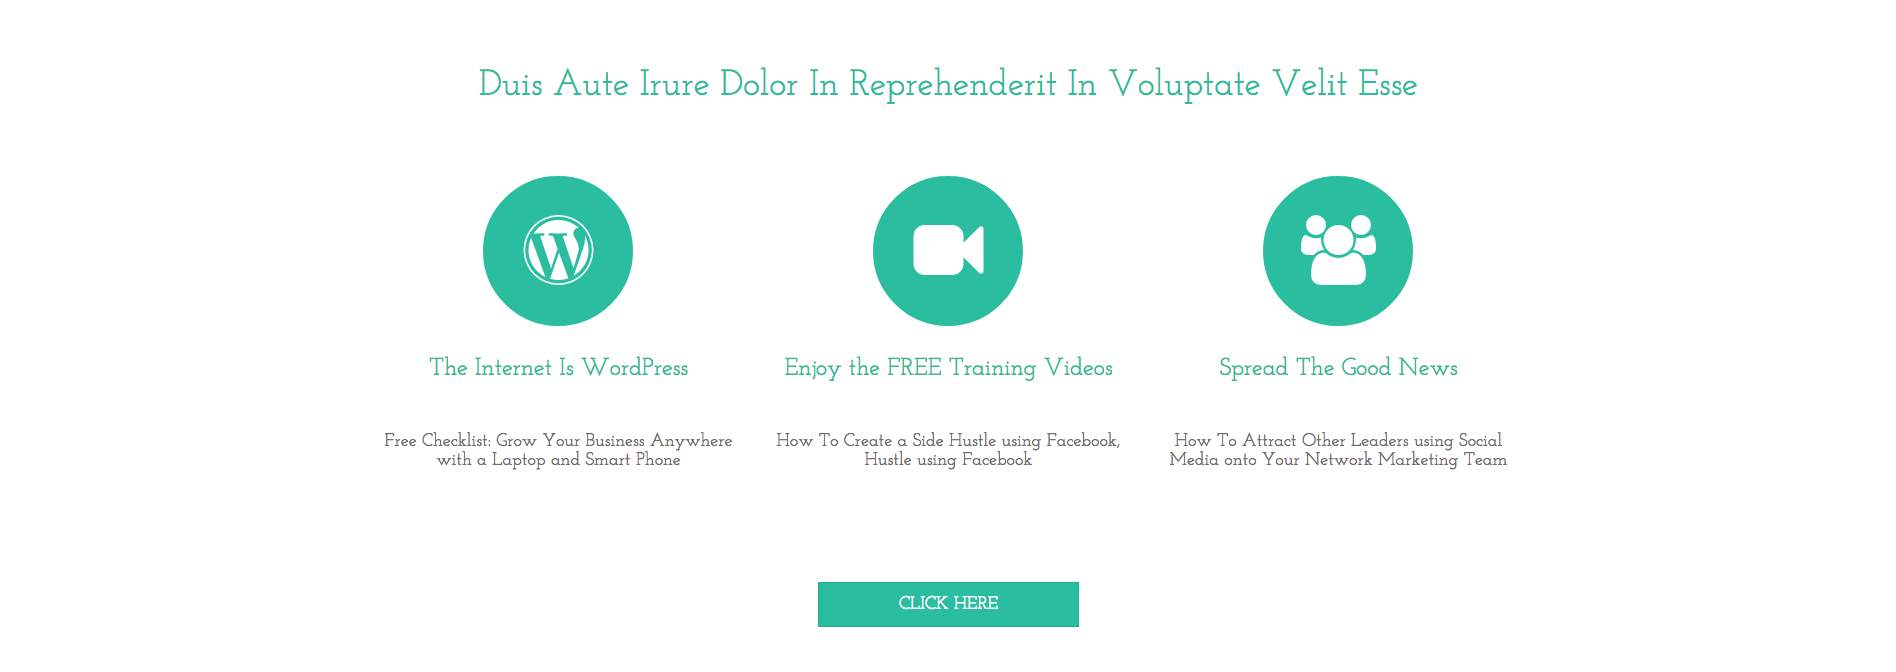 Duis Aute Irure Dolor In Reprehenderit In Voluptate Velit Esse
The Internet Is WordPress
Free Checklist: Grow Your Business Anywhere
with a Laptop and Smart Phone
Enjoy the FREE Training Videos
How To Create a Side Hustle using Facebook,
Hustle using Facebook
Spread The Good News
How To Attract Other Leaders using Social
Media onto Your Network Marketing Team
CLICK HERE